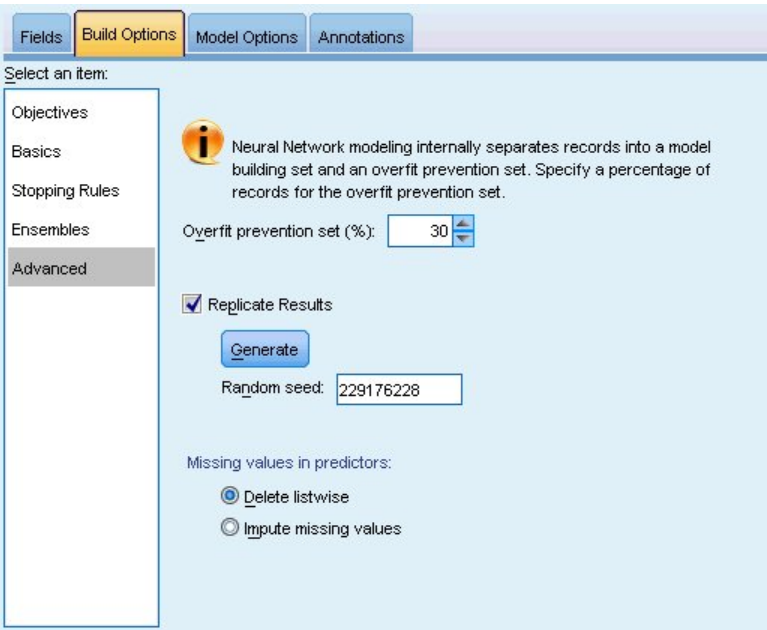 Fields
Build Options
Model Options
Annotations
Select an item:
Objectives
Basics
Stopping Rules
Ensembles
Advanced
Neural Network modeling internally separates records into a model
building set and an overfit prevention set. Specify a percentage of
records for the overfit prevention set.
Overfit prevention set (%): 30
Replicate Results
Generate
Random seed: 229176228
Missing values in predictors:
Delete listwise
Impute missing values